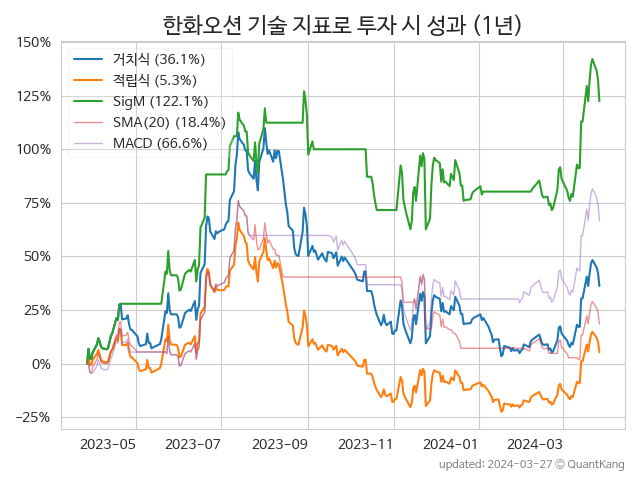 한화오션 기술 지표로 투자 시 성과 (1년)
150%
125%
100%
75%
50%
25%
0%
−25%
거치식 (36.1%)
적립식 (5.3%)
SigM (122.1%)
SMA(20) (18.4%)
MACD (66.6%)
2023-05
2023-07
2023-09
2023-11
2024-01
2024-03
updated: 2024-03-27 © QuantKang